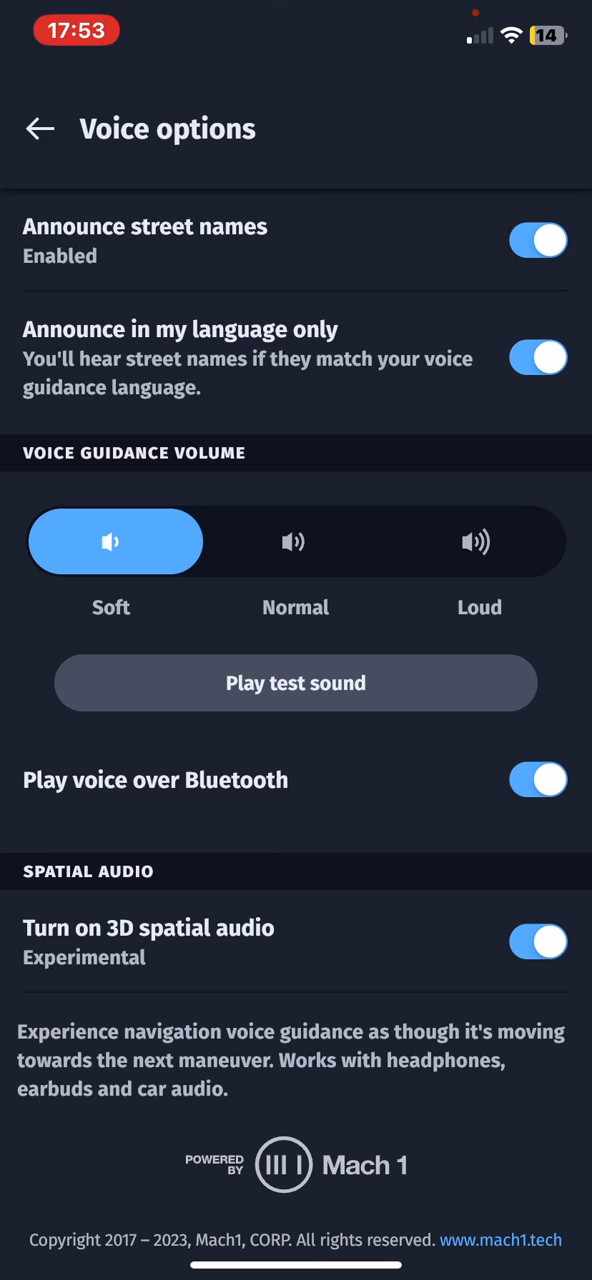 17:53
14
Voice options
Announce street names
Enabled
Announce in my language only
You'll hear street names if they match your voice
guidance language.
VOICE GUIDANCE VOLUME
Soft Normal Loud
Play test sound
Play voice over Bluetooth
SPATIAL AUDIO
Turn on 3D spatial audio
Experimental
Experience navigation voice guidance as though it's moving
towards the next maneuver. Works with headphones,
earbuds and car audio.
POWERED
BY Mach 1
Copyright 2017 – 2023, Mach1, CORP. All rights reserved. www.mach1.tech